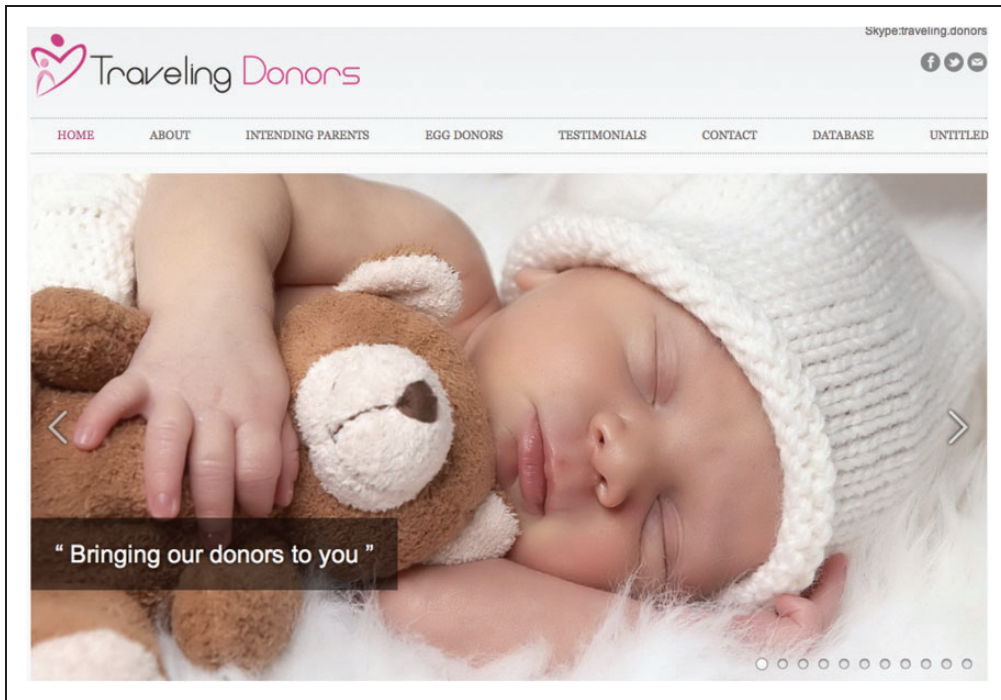 Skype:traveling.donors
Traveling Donors
HOME ABOUT INTENDING PARENTS EGG DONORS TESTIMONIALS CONTACT DATABASE UNTITLED
“ Bringing our donors to you ”